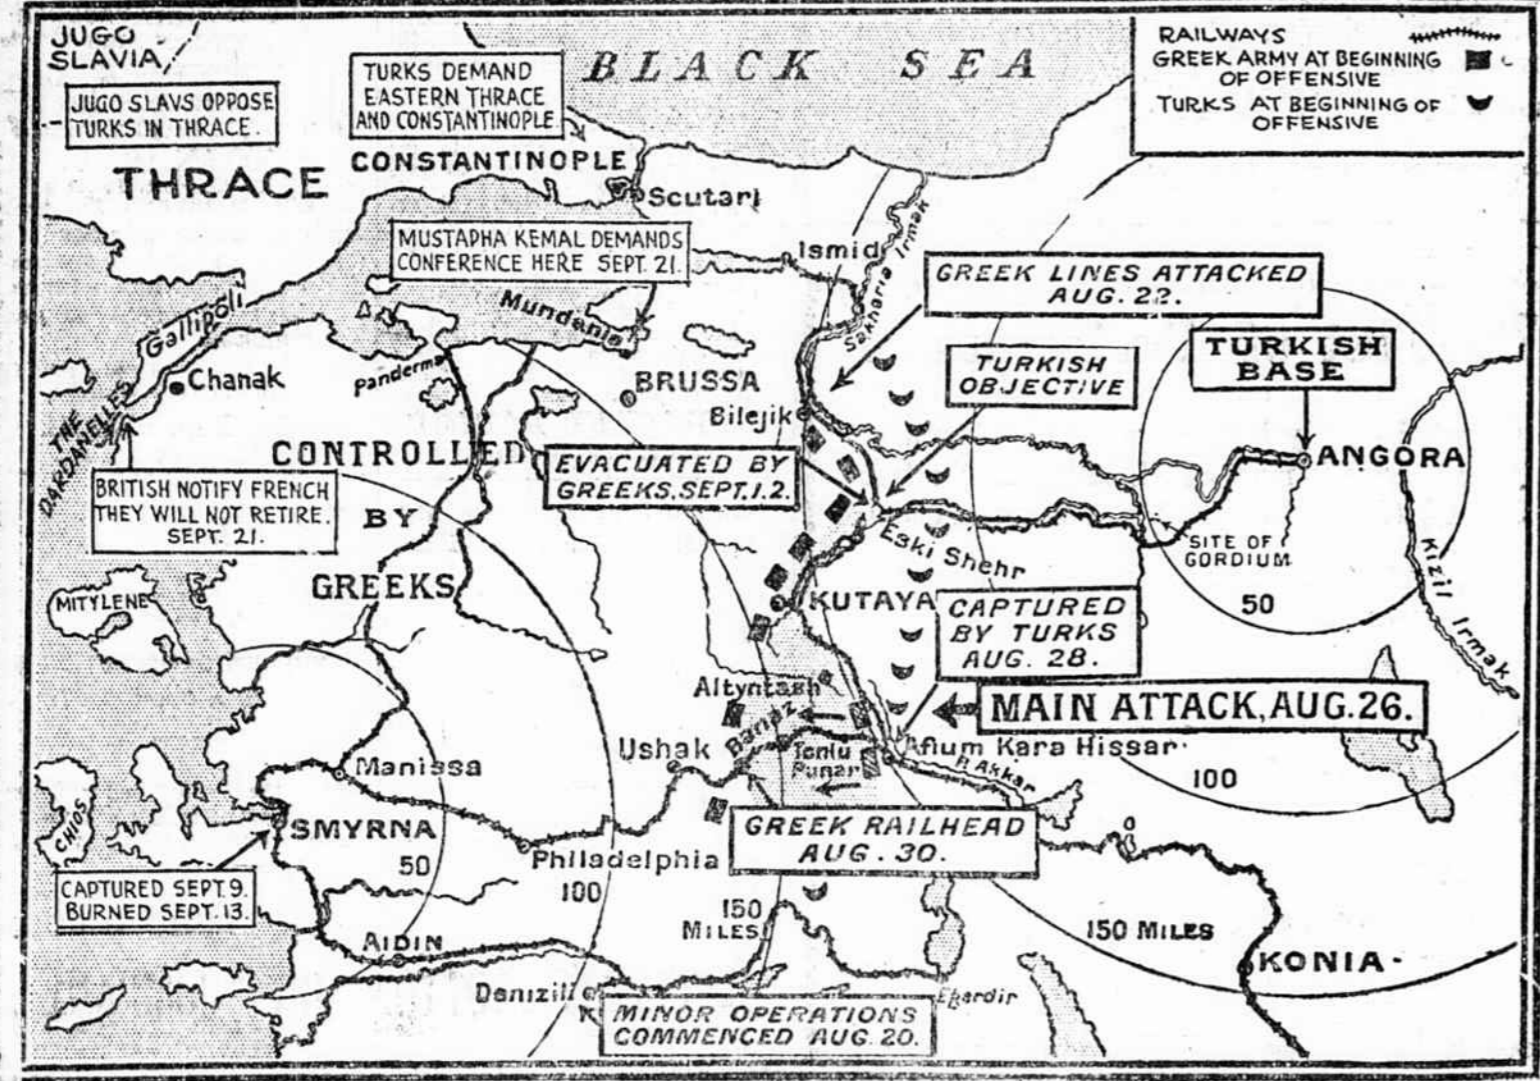 JUGO
SLAVIA
JUGO SLAVS OPPOSE
TURKS IN THRACE.
THRACE
TURKS DEMAND
EASTERN THRACE
AND CONSTANTINOPLE
BLACK SEA
RAILWAYS
GREEK ARMY AT BEGINNING
OF OFFENSIVE
TURKS AT BEGINNING OF
OFFENSIVE
CONSTANTINOPLE
Scutari
MUSTAPHA KEMAL DEMANDS
CONFERENCE HERE SEPT. 21.
Ismid
Sakharia Irmak
GREEK LINES ATTACKED
AUG. 22.
Gallipoli
Mundania
TURKISH
OBJECTIVE
TURKISH
BASE
THE
DARDANELLES
Chanak
Panderma
BRUSSA
Bilejik
CONTROLLED
BY
GREEKS
EVACUATED BY
GREEKS, SEPT. 1.2.
ANGORA
BRITISH NOTIFY FRENCH
THEY WILL NOT RETIRE.
SEPT. 21.
Eski Shehr
SITE OF
GORDIUM
Kizil Irmak
MITYLENE
KUTAYA
CAPTURED
BY TURKS
AUG. 28.
50
Altyntash
MAIN ATTACK, AUG. 26.
Ushak
Banaz
Tonlu
Punar
Afium Kara Hissar
R. Akkar
100
Manissa
CHIOS
SMYRNA
50
Philadelphia
100
GREEK RAILHEAD
AUG. 30.
CAPTURED SEPT. 9.
BURNED SEPT. 13.
150
MILES
150 MILES
AIDIN
KONIA
Denizili
Egerdir
MINOR OPERATIONS
COMMENCED AUG. 20.